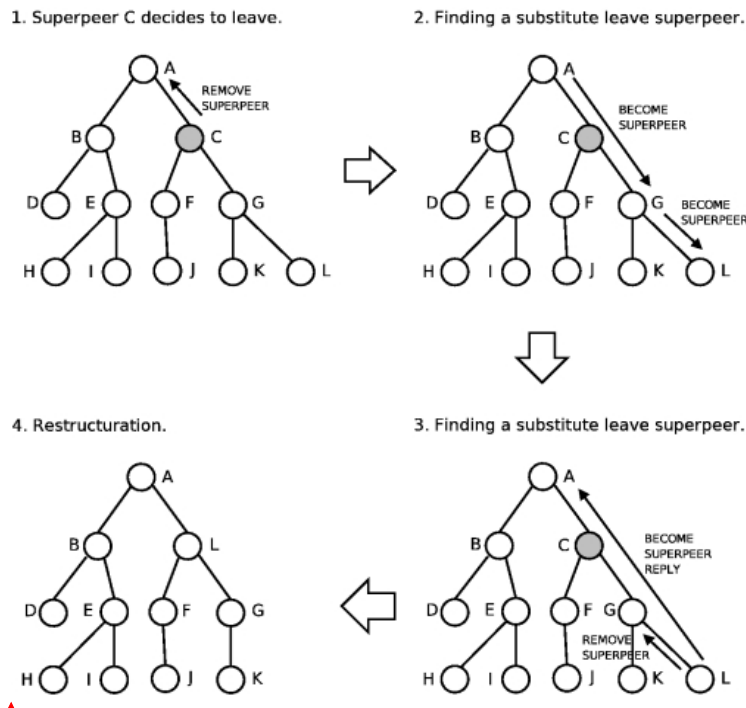 1. Superpeer C decides to leave.
A
REMOVE
SUPERPEER
B
C
D
E
F
G
H
I
J
K
L
2. Finding a substitute leave superpeer.
A
BECOME
SUPERPEER
B
C
D
E
F
G
BECOME
SUPERPEER
H
I
J
K
L
4. Restructuration.
A
B
L
D
E
F
G
H
I
J
K
3. Finding a substitute leave superpeer.
A
B
C
BECOME
SUPERPEER
REPLY
D
E
F
G
REMOVE
SUPERPEER
H
I
J
K
L